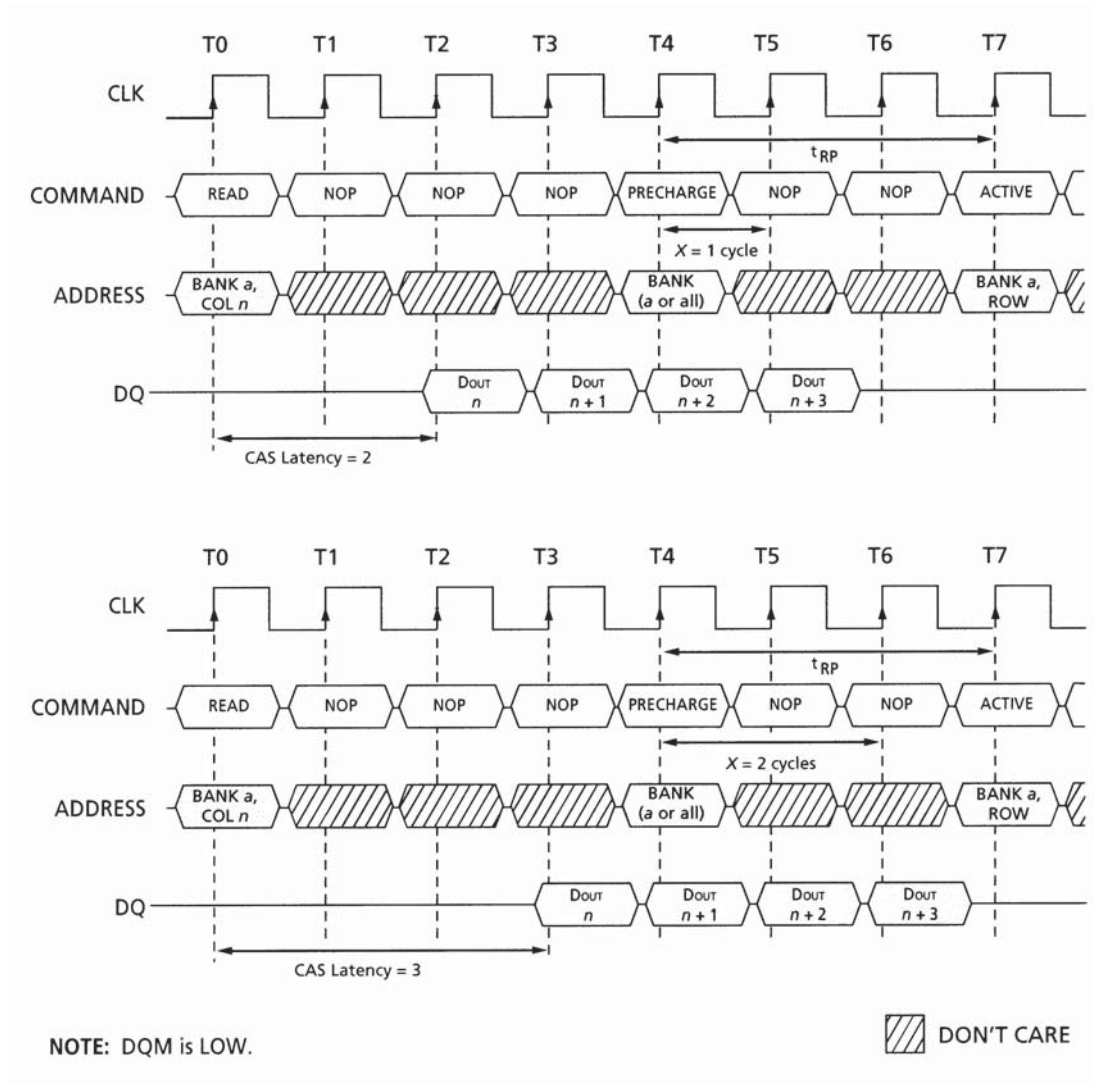 T0 T1 T2 T3 T4 T5 T6 T7
CLK
tRP
COMMAND READ NOP NOP NOP PRECHARGE NOP NOP ACTIVE
X = 1 cycle
ADDRESS BANK a, COL n BANK (a or all) BANK a, ROW
DQ DOUT n DOUT n + 1 DOUT n + 2 DOUT n + 3
CAS Latency = 2
T0 T1 T2 T3 T4 T5 T6 T7
CLK
tRP
COMMAND READ NOP NOP NOP PRECHARGE NOP NOP ACTIVE
X = 2 cycles
ADDRESS BANK a, COL n BANK (a or all) BANK a, ROW
DQ DOUT n DOUT n + 1 DOUT n + 2 DOUT n + 3
CAS Latency = 3
NOTE: DQM is LOW.
DON'T CARE